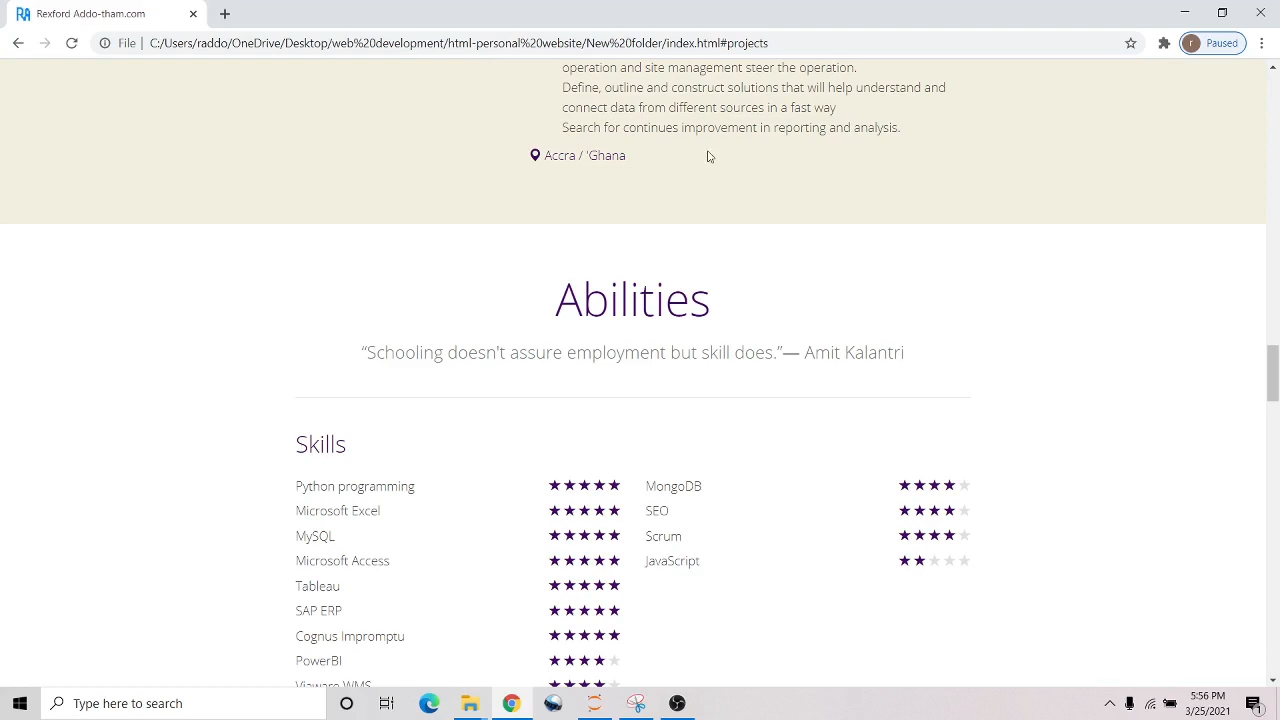 Rexford Addo-tham.com
File
C:/Users/raddo/OneDrive/Desktop/web%20development/html-personal%20website/New%20folder/index.html#projects
Paused
operation and site management steer the operation.
Define, outline and construct solutions that will help understand and
connect data from different sources in a fast way
Search for continues improvement in reporting and analysis.
Accra / 'Ghana
Abilities
“Schooling doesn't assure employment but skill does.”— Amit Kalantri
Skills
Python programming
Microsoft Excel
MySQL
Microsoft Access
Tableau
SAP ERP
Cognus Impromptu
PowerBI
Viaware WMS
MongoDB
SEO
Scrum
JavaScript
Type here to search
5:56 PM
3/25/2021